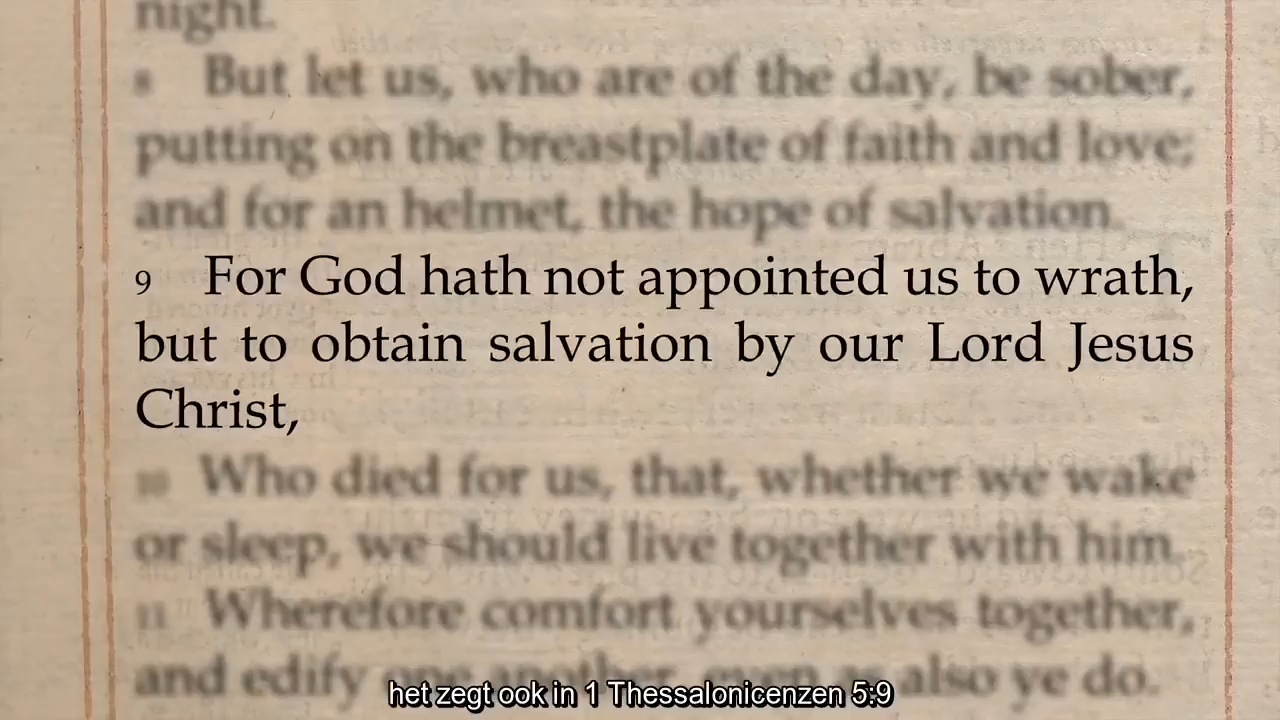 night.
8 But let us, who are of the day, be sober,
putting on the breastplate of faith and love;
and for an helmet, the hope of salvation.
9 For God hath not appointed us to wrath,
but to obtain salvation by our Lord Jesus
Christ,
10 Who died for us, that, whether we wake
or sleep, we should live together with him.
11 Wherefore comfort yourselves together,
and edify one another, even as also ye do.
het zegt ook in 1 Thessalonicenzen 5:9